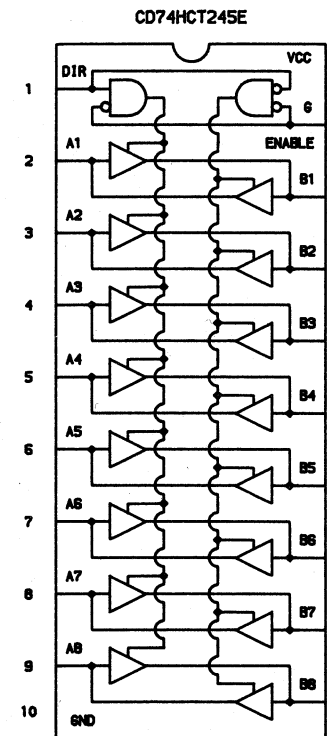 CD74HCT245E
VCC
DIR
1
G
ENABLE
A1
2
B1
A2
3
B2
A3
4
B3
A4
5
B4
A5
6
B5
A6
7
B6
A7
8
B7
A8
9
B8
10
GND